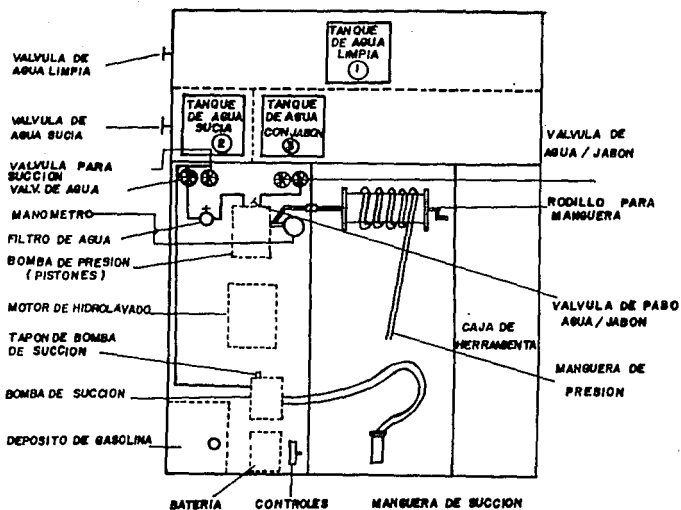 TANQUE
DE AGUA
LIMPIA
1
VALVULA DE
AGUA LIMPIA
TANQUE
DE AGUA
SUCIA
2
TANQUE
DE AGUA
CON JABON
3
VALVULA DE
AGUA SUCIA
VALVULA DE
AGUA / JABON
VALVULA PARA
SUCCION
VALV. DE AGUA
MANOMETRO
RODILLO PARA
MANGUERA
FILTRO DE AGUA
BOMBA DE PRESION
(PISTONES)
MOTOR DE HIDROLAVADO
VALVULA DE PASO
AGUA / JABON
CAJA DE
HERRAMIENTA
TAPON DE BOMBA
DE SUCCION
MANGUERA DE
PRESION
BOMBA DE SUCCION
DEPOSITO DE GASOLINA
BATERIA
CONTROLES
MANGUERA DE SUCCION